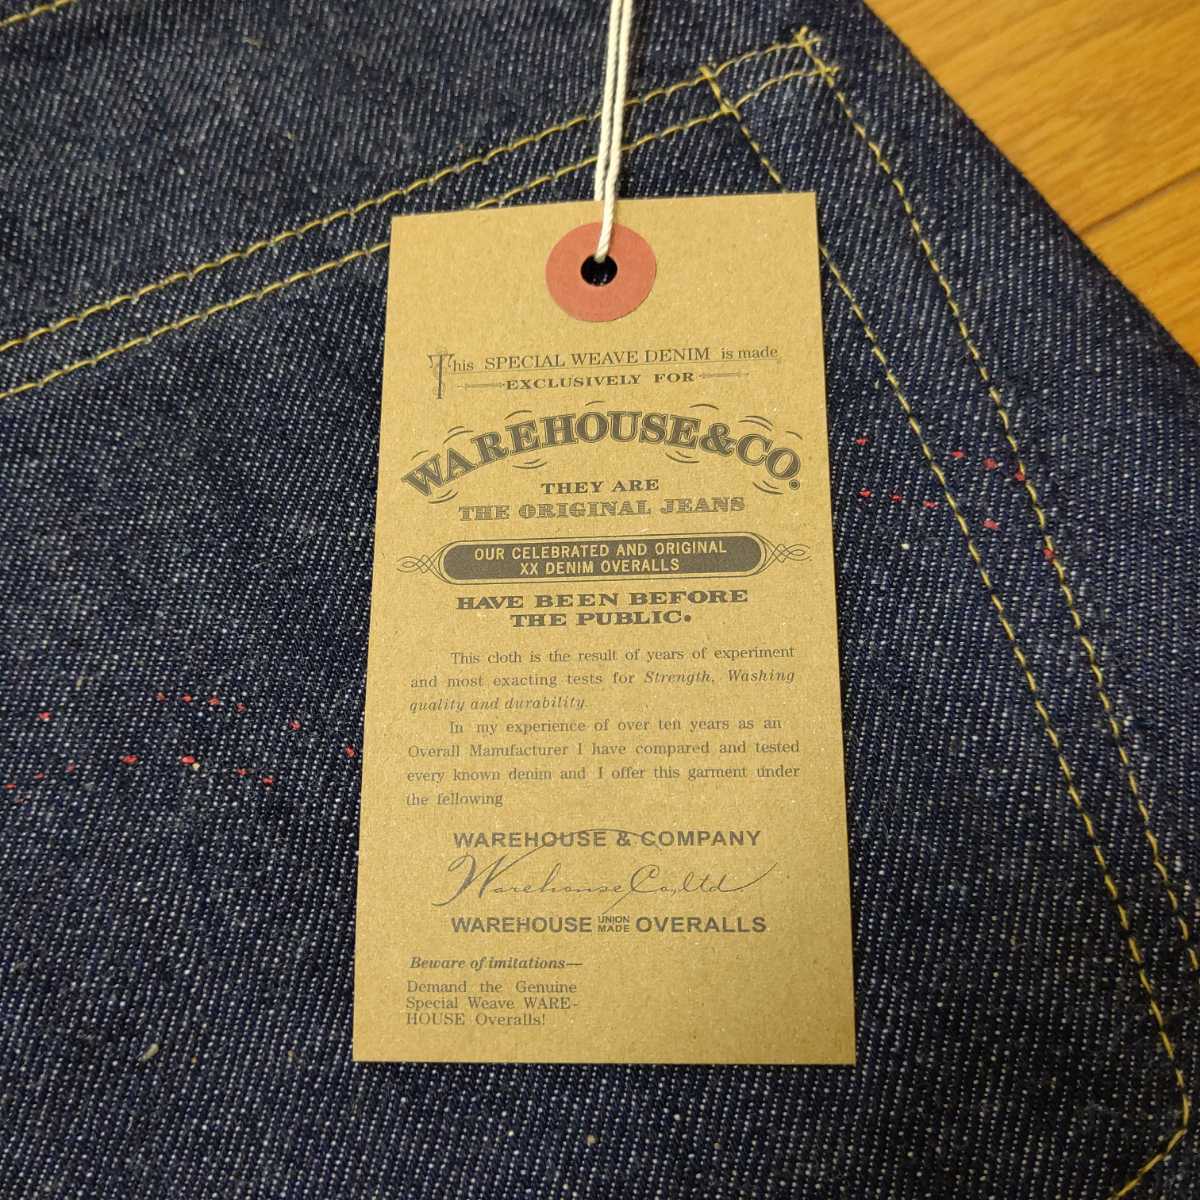 This SPECIAL WEAVE DENIM is made
EXCLUSIVELY FOR
WAREHOUSE&CO.
THEY ARE
THE ORIGINAL JEANS
OUR CELEBRATED AND ORIGINAL
XX DENIM OVERALLS
HAVE BEEN BEFORE
THE PUBLIC.
This cloth is the result of years of experiment
and most exacting tests for Strength, Washing
quality and durability.
In my experience of over ten years as an
Overall Manufacturer I have compared and tested
every known denim and I offer this garment under
the fellowing
WAREHOUSE & COMPANY
Warehouse Co,ltd
WAREHOUSE UNION MADE OVERALLS
Beware of imitations—
Demand the Genuine
Special Weave WARE-
HOUSE Overalls!